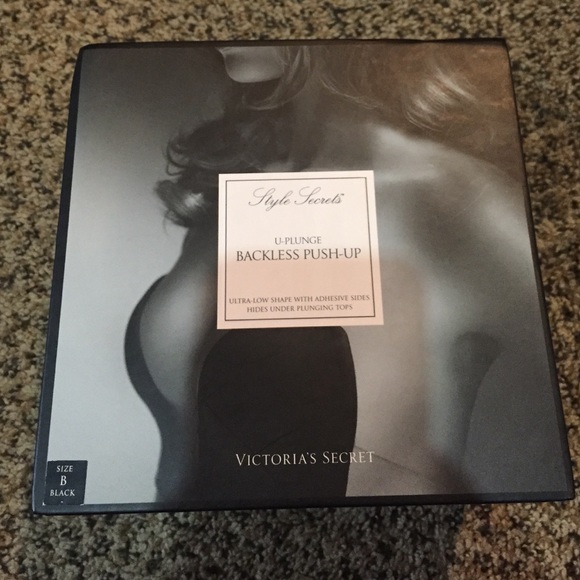 Style Secrets™
U-PLUNGE
BACKLESS PUSH-UP
ULTRA-LOW SHAPE WITH ADHESIVE SIDES
HIDES UNDER PLUNGING TOPS
VICTORIA'S SECRET
SIZE
B
BLACK